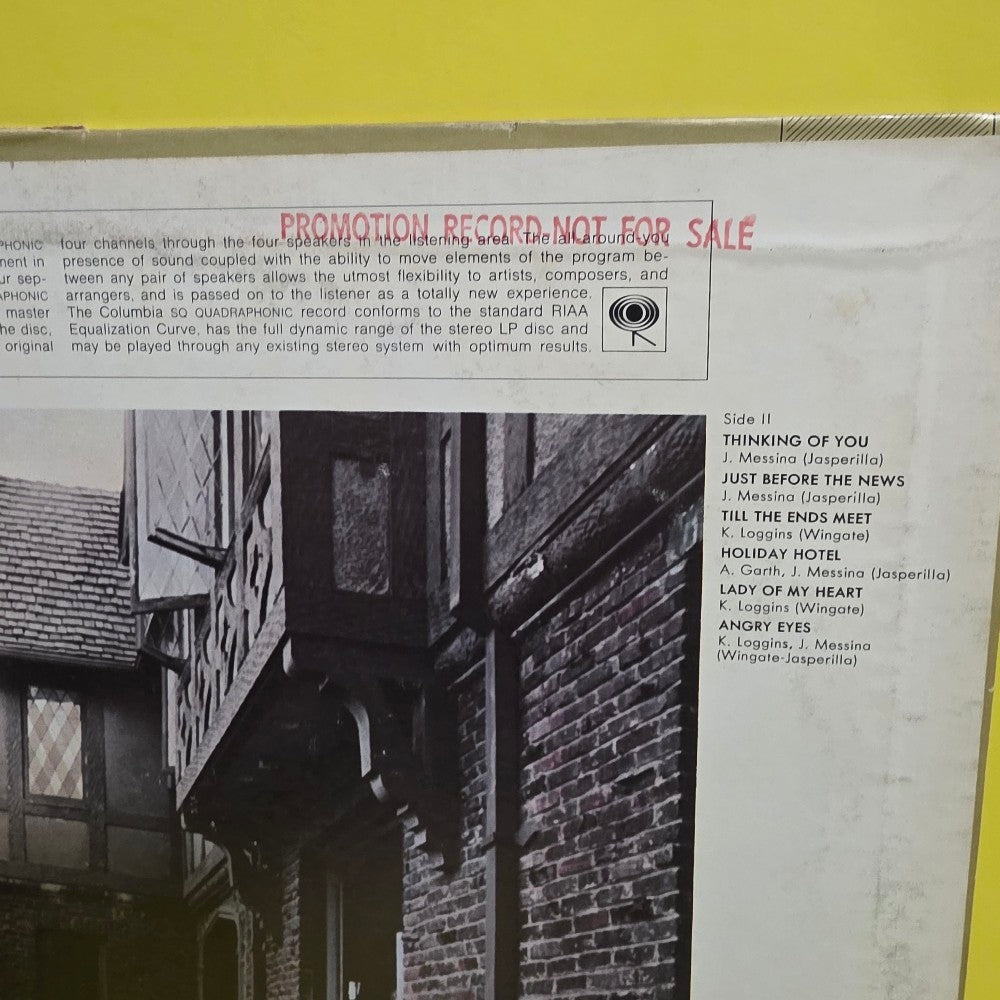 PROMOTION RECORD-NOT FOR SALE
PHONIC four channels through the four speakers in the listening area. The all-around-you
nent in presence of sound coupled with the ability to move elements of the program be-
ur sep- tween any pair of speakers allows the utmost flexibility to artists, composers, and
APHONIC arrangers, and is passed on to the listener as a totally new experience.
master The Columbia SQ QUADRAPHONIC record conforms to the standard RIAA
he disc, Equalization Curve, has the full dynamic range of the stereo LP disc and
original may be played through any existing stereo system with optimum results.
Side II
THINKING OF YOU
J. Messina (Jasperilla)
JUST BEFORE THE NEWS
J. Messina (Jasperilla)
TILL THE ENDS MEET
K. Loggins (Wingate)
HOLIDAY HOTEL
A. Garth, J. Messina (Jasperilla)
LADY OF MY HEART
K. Loggins (Wingate)
ANGRY EYES
K. Loggins, J. Messina
(Wingate-Jasperilla)